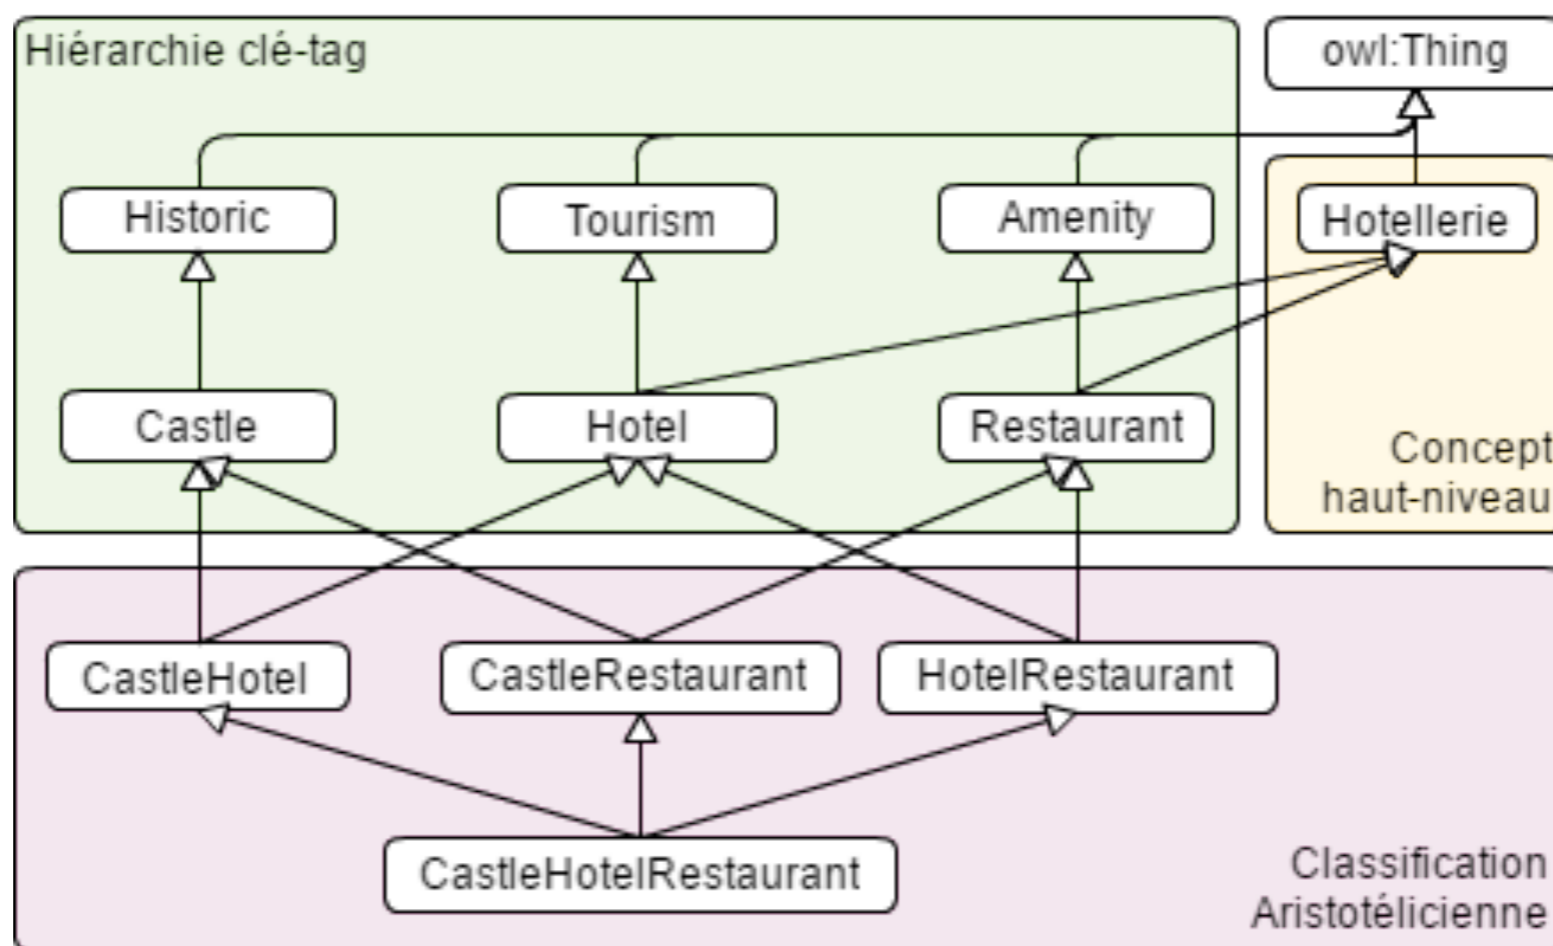 Hiérarchie clé-tag
owl:Thing
Historic
Tourism
Amenity
Hotellerie
Castle
Hotel
Restaurant
Concept
haut-niveau
CastleHotel
CastleRestaurant
HotelRestaurant
CastleHotelRestaurant
Classification
Aristotélicienne